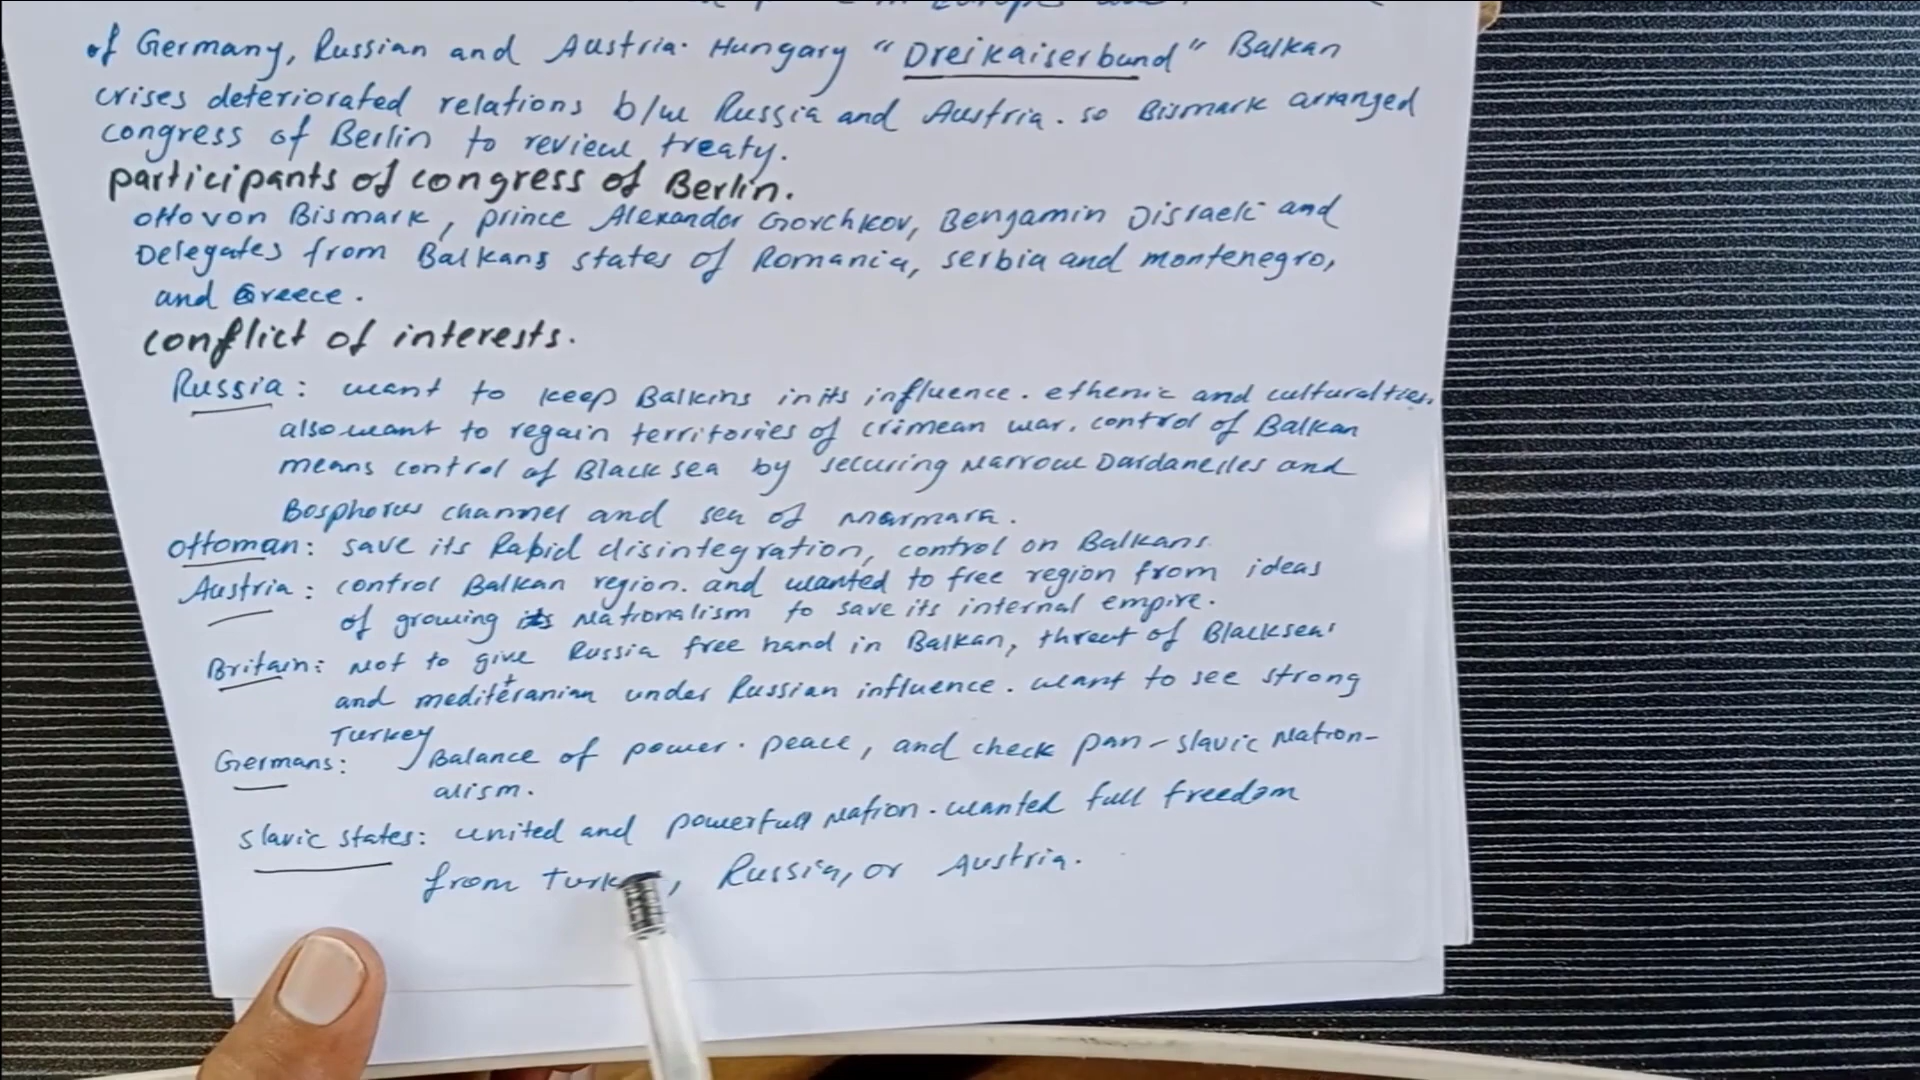 of Germany, Russian and Austria. Hungary "Dreikaiserbund" Balkan
crises deteriorated relations b/w Russia and Austria. so Bismark arranged
congress of Berlin to review treaty.
participants of congress of Berlin.
otto von Bismark, prince Alexander Gorchkov, Benjamin Disraeli and
Delegates from Balkans states of Romania, serbia and montenegro,
and Greece.
conflict of interests.
Russia: want to keep Balkins in its influence. ethenic and cultural ties.
also want to regain territories of crimean war. control of Balkan
means control of Black sea by securing Narrow Dardanelles and
Bosphorus channel and sea of marmara.
Ottoman: save its Rapid disintegration, control on Balkans.
Austria: control Balkan region. and wanted to free region from ideas
of growing Nationalism to save its internal empire.
Britain: Not to give Russia free hand in Balkan, threat of Blacksea
and mediteranian under Russian influence. want to see strong
Turkey
Germans: Balance of power. peace, and check pan-slavic Nation-
alism.
Slavic states: united and powerfull Nation. wanted full freedom
from Russia, or Austria.